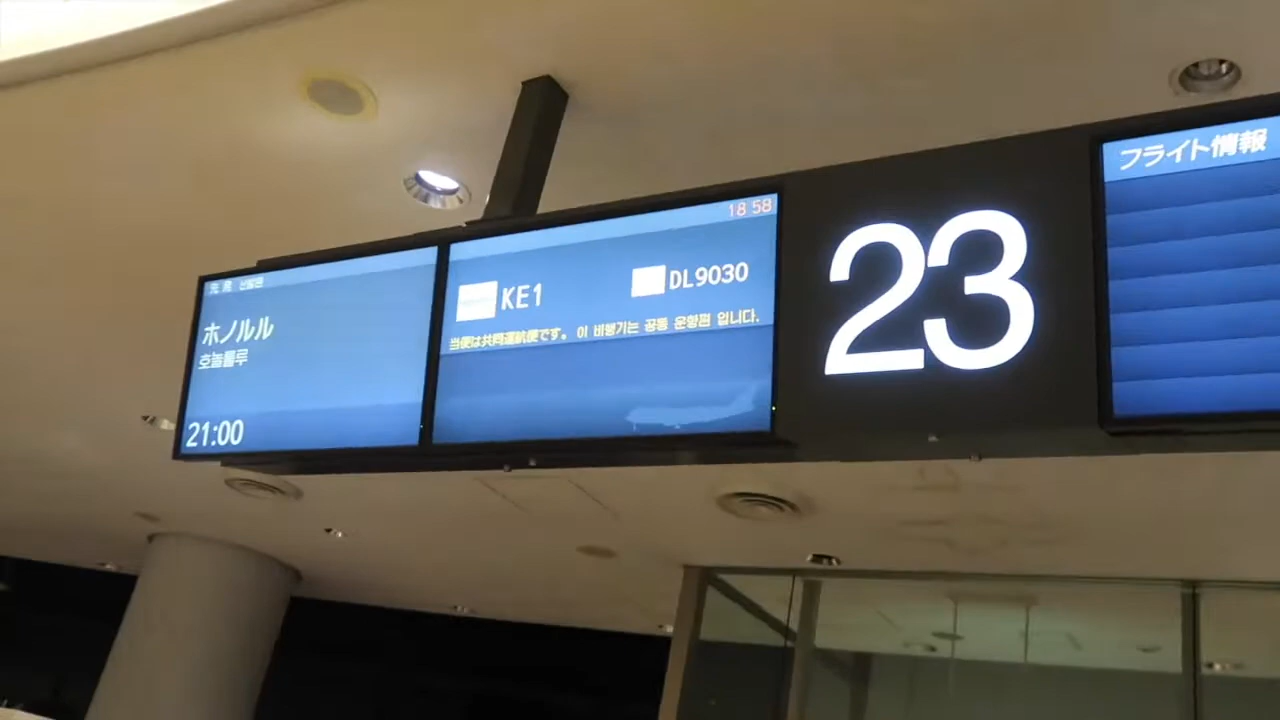 ホノルル
호놀룰루
21:00
18 58
KE1
DL9030
当便は共同運航便です。 이 비행기는 공동 운항편 입니다.
23
フライト情報